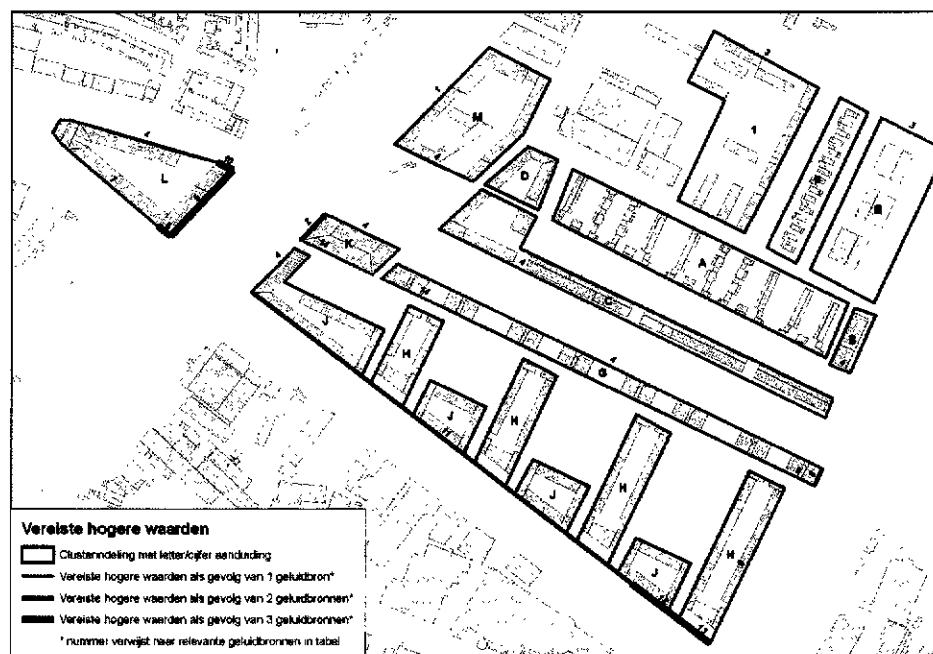 M
1
D
L
K
A
C
G
J
H
J
H
J
H
J
H
Vereiste hogere waarden
Clusterindeling met letter/cijfer aanduiding
Vereiste hogere waarden als gevolg van 1 geluidbron*
Vereiste hogere waarden als gevolg van 2 geluidbronnen*
Vereiste hogere waarden als gevolg van 3 geluidbronnen*
* nummer verwijst naar relevante geluidbronnen in tabel